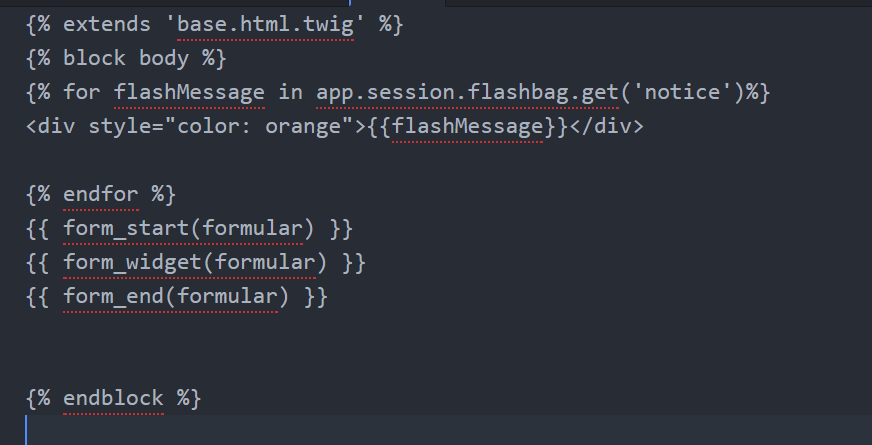 {% extends 'base.html.twig' %}
{% block body %}
{% for flashMessage in app.session.flashbag.get('notice')%}
<div style="color: orange">{{flashMessage}}</div>
{% endfor %}
{{ form_start(formular) }}
{{ form_widget(formular) }}
{{ form_end(formular) }}
{% endblock %}